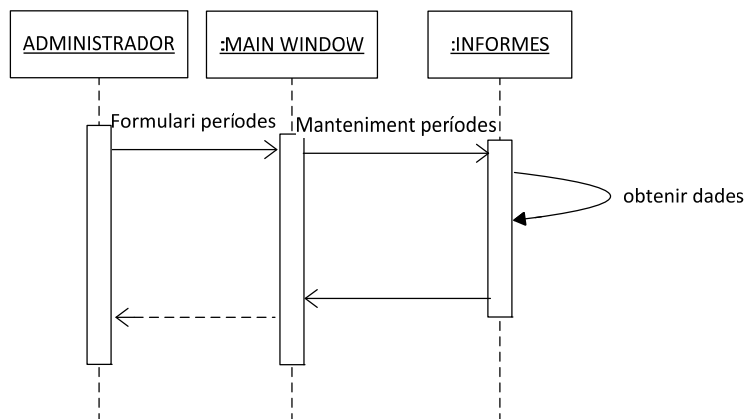 ADMINISTRADOR
:MAIN WINDOW
:INFORMES
Formulari períodes
Manteniment períodes
obtenir dades